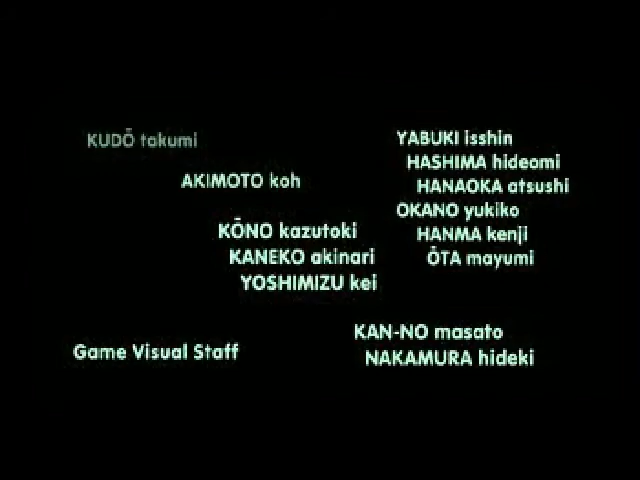 KUDŌ takumi
AKIMOTO koh
KŌNO kazutoki
KANEKO akinari
YOSHIMIZU kei
YABUKI isshin
HASHIMA hideomi
HANAOKA atsushi
OKANO yukiko
HANMA kenji
ŌTA mayumi
Game Visual Staff
KAN-NO masato
NAKAMURA hideki